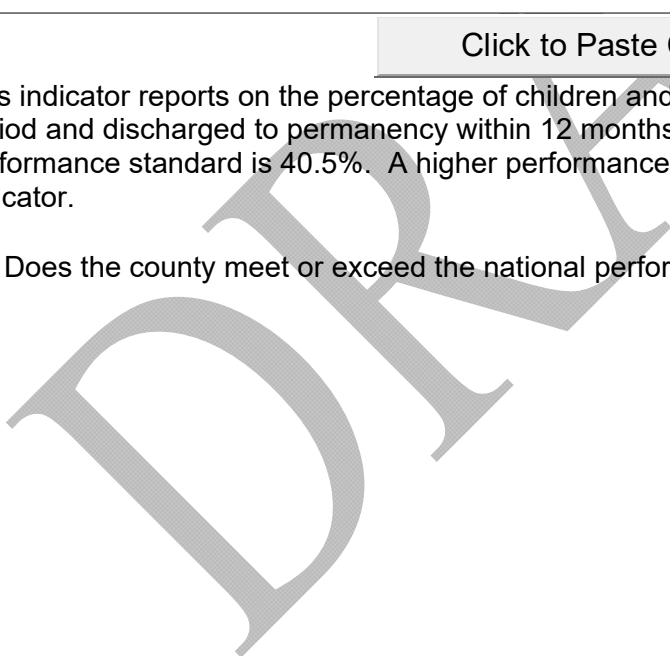 Click to Paste
s indicator reports on the percentage of children and
iod and discharged to permanency within 12 months
formance standard is 40.5%.  A higher performance
cator.
Does the county meet or exceed the national perfor
DRA